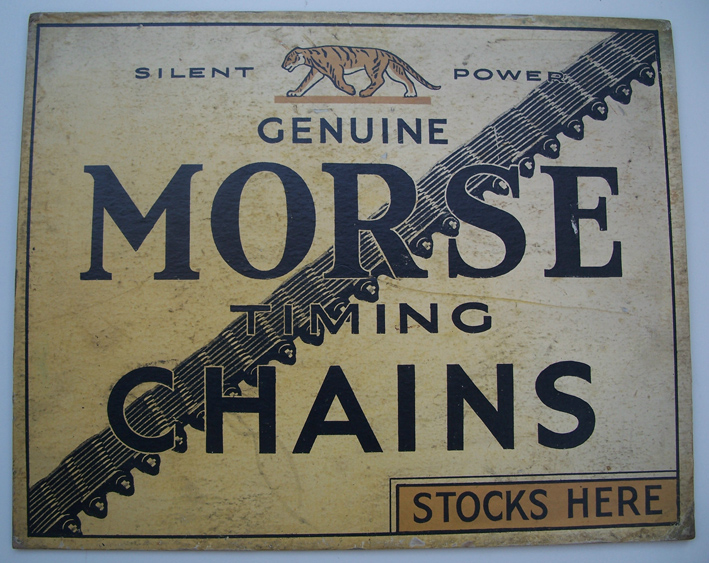 SILENT POWER
GENUINE
MORSE
TIMING
CHAINS
STOCKS HERE